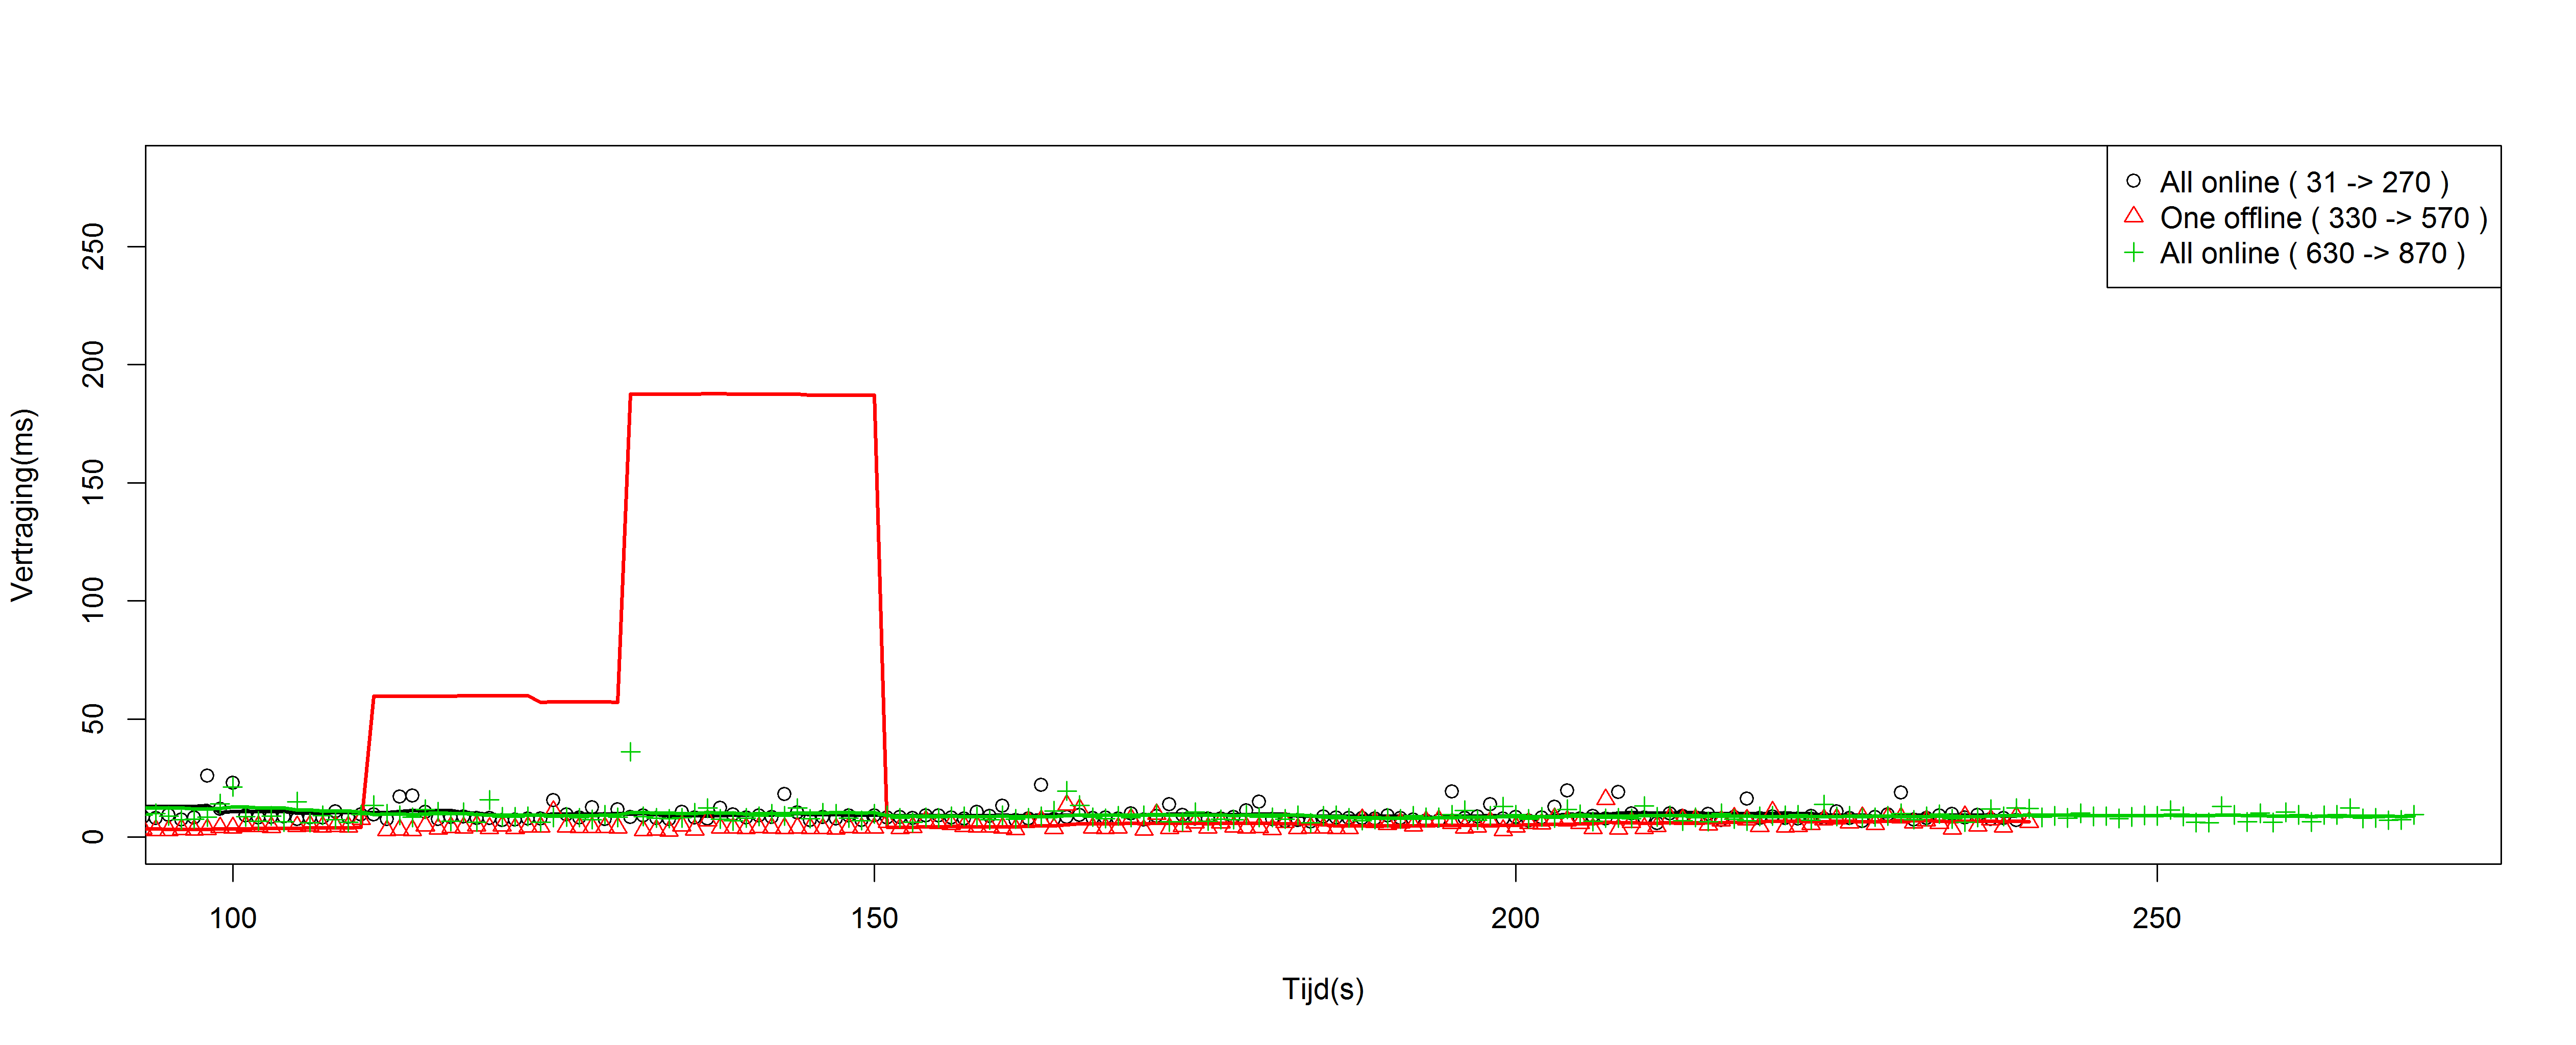 All online ( 31 -> 270 )
One offline ( 330 -> 570 )
All online ( 630 -> 870 )
Vertraging(ms)
250
200
150
100
50
0
100
150
200
250
Tijd(s)